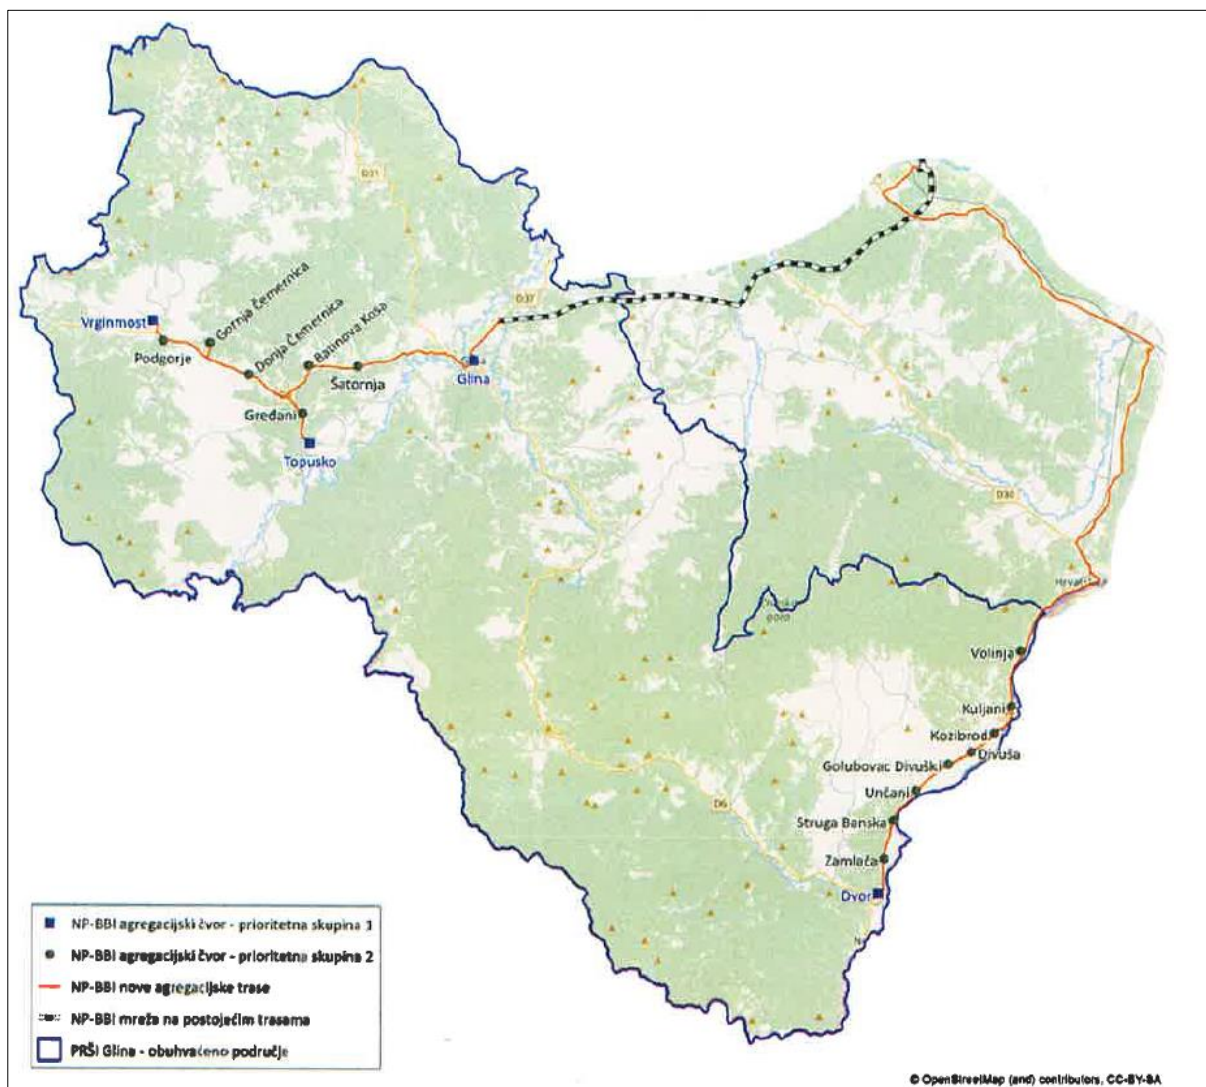 D31
D37
Gornja Čemernica
Vrginmost
Donja Čemernica
Batinova Kosa
Podgorje
Šatornja
Glina
Gređani
Topusko
D30
Volinja
Kuljani
Kozibrod
Divuša
Golubovac Divuški
Unčani
Struga Banska
D6
Zamlača
Dvor
NP-BBI agregacijski čvor - prioritetna skupina 1
NP-BBI agregacijski čvor - prioritetna skupina 2
NP-BBI nove agregacijske trase
NP-BBI mreža na postojećim trasama
PRŠI Glina - obuhvaćeno područje
© OpenStreetMap (and) contributors, CC-BY-SA